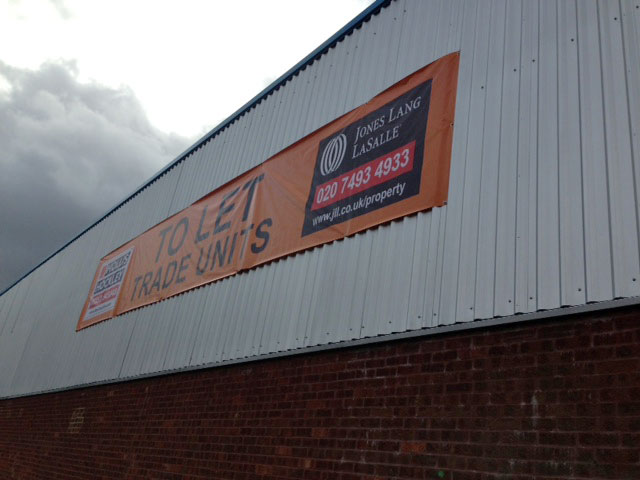 TO LET
TRADE UNITS
JONES LANG
LASALLE
020 7493 4933
www.jll.co.uk/property